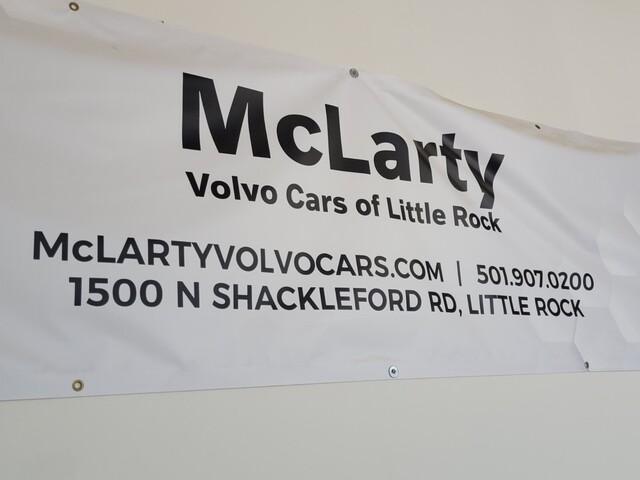 McLarty
Volvo Cars of Little Rock
McLARTYVOLVOCARS.COM | 501.907.0200
1500 N SHACKLEFORD RD, LITTLE ROCK